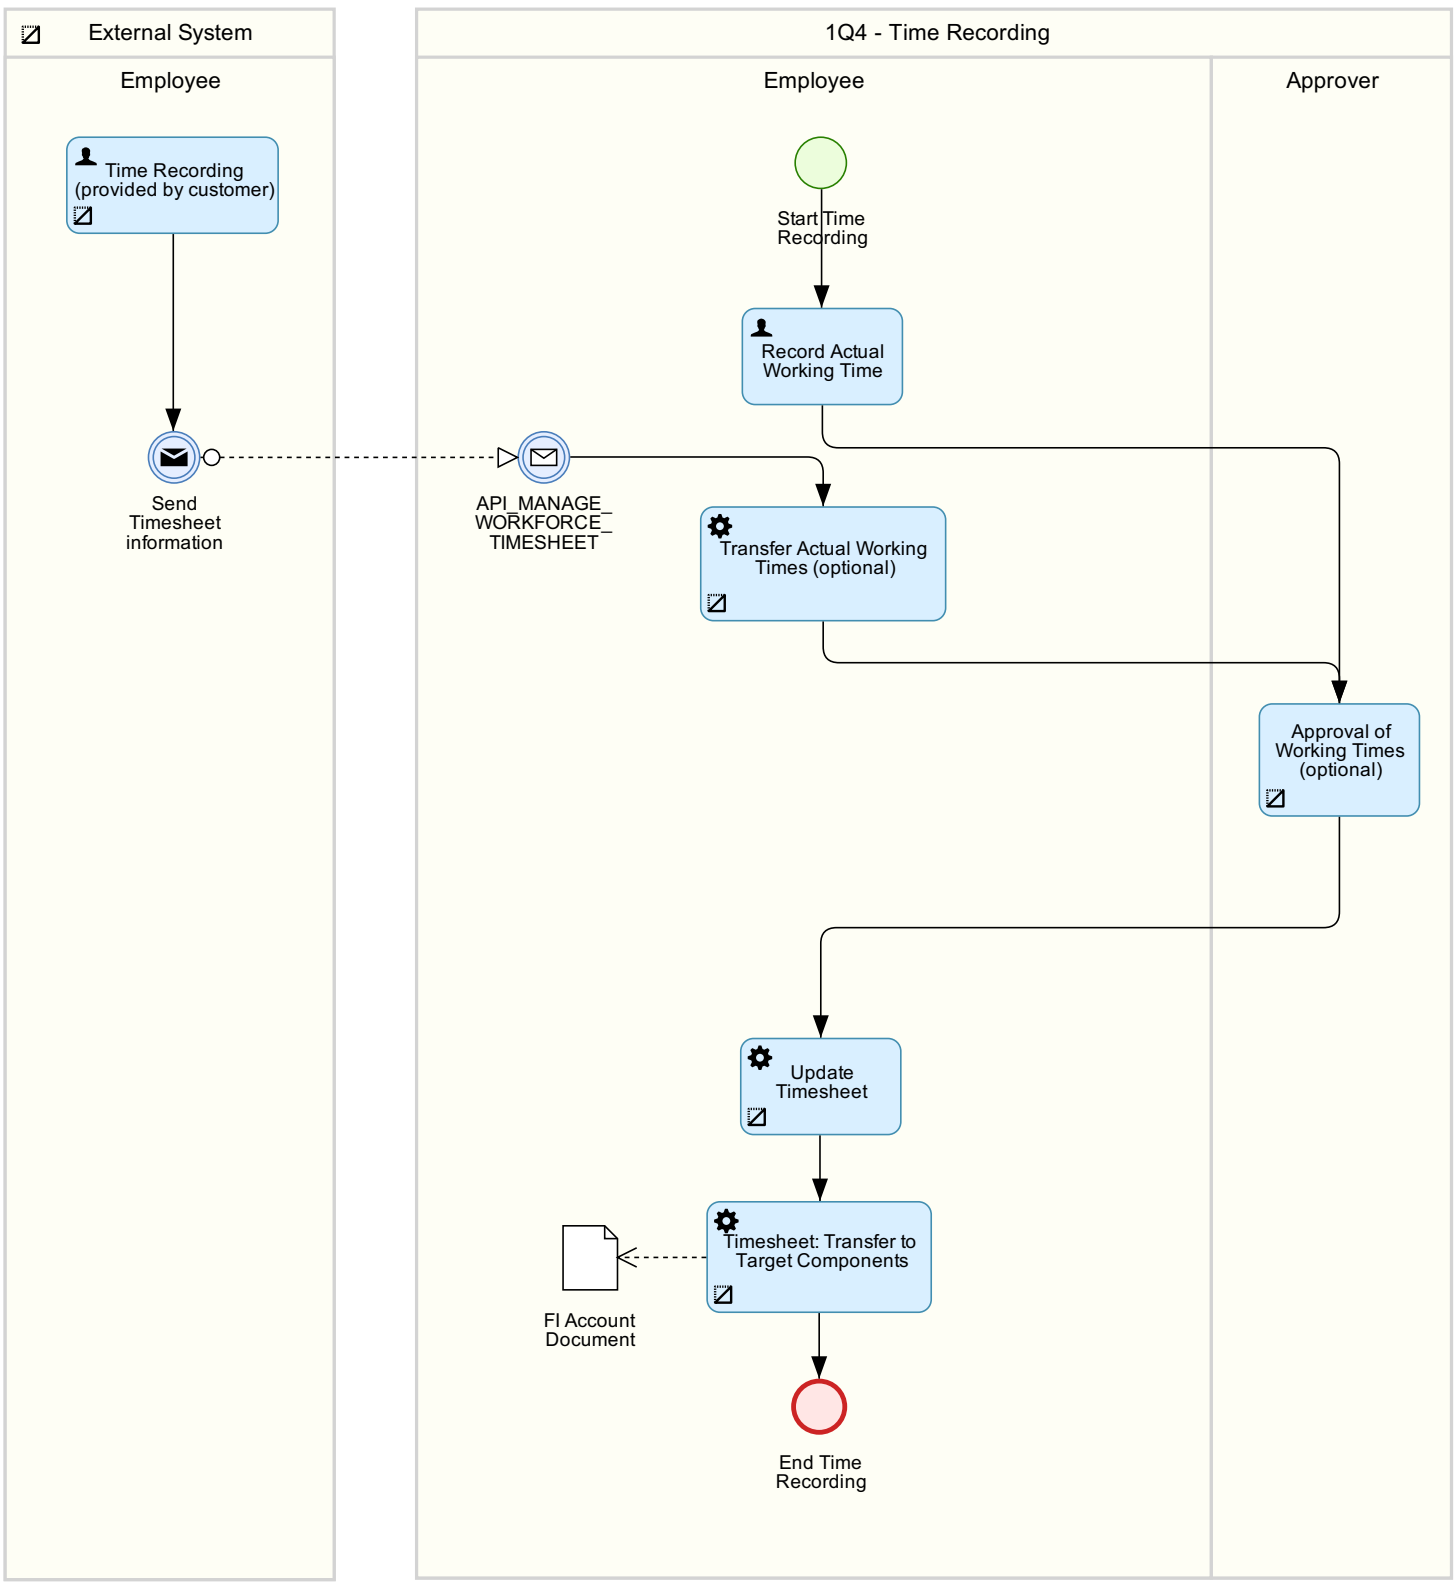 External System
1Q4 - Time Recording
Employee
Employee
Approver
Time Recording
(provided by customer)
Start Time
Recording
Record Actual
Working Time
Send
Timesheet
information
API_MANAGE_
WORKFORCE_
TIMESHEET
Transfer Actual Working
Times (optional)
Approval of
Working Times
(optional)
Update
Timesheet
Timesheet: Transfer to
Target Components
FI Account
Document
End Time
Recording